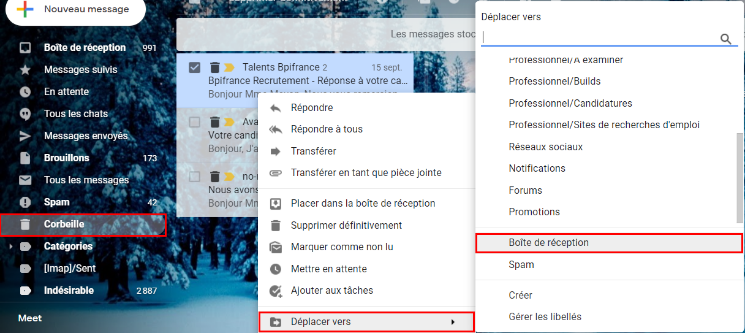 Nouveau message
Boîte de réception 991
Messages suivis
En attente
Tous les chats
Messages envoyés
Brouillons 173
Tous les messages
Spam 42
Corbeille
Catégories
[Imap]/Sent
Indésirable 2 887
Meet
Les messages stoc
Talents Bpifrance 2 15 sept.
Bpifrance Recrutement - Réponse à votre ca...
Bonjour
Ava
Votre candi
Bonjour, J'a
no-
Nous avons
Bonjour
Répondre
Répondre à tous
Transférer
Transférer en tant que pièce jointe
Placer dans la boîte de réception
Supprimer définitivement
Marquer comme non lu
Mettre en attente
Ajouter aux tâches
Déplacer vers
Déplacer vers
Professionnel/A examiner
Professionnel/Builds
Professionnel/Candidatures
Professionnel/Sites de recherches d'emploi
Réseaux sociaux
Notifications
Forums
Promotions
Boîte de réception
Spam
Créer
Gérer les libellés